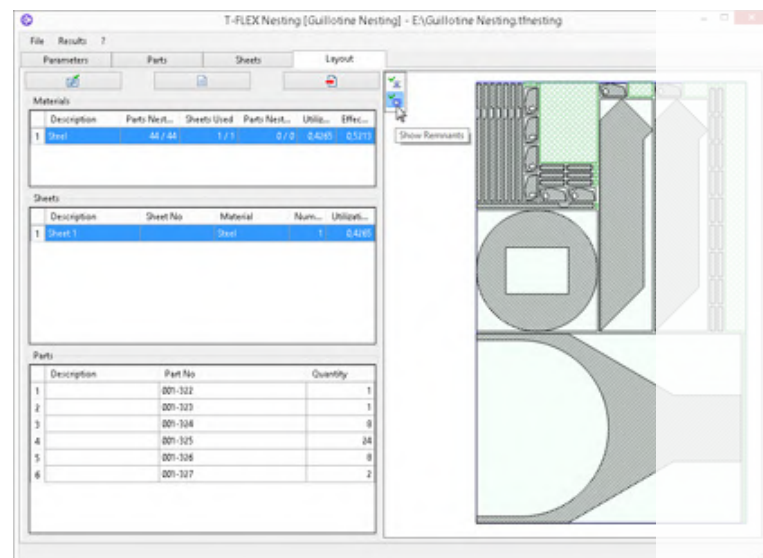 T-FLEX Nesting [Guillotine Nesting] - E:\Guillotine Nesting.tfnesting
File Results ?
Parameters Parts Sheets Layout
Materials
Description Parts Nest... Sheets Used Parts Nest... Utiliz... Effec...
1 Steel 44 / 44 1 / 1 0 / 0 0,4265 0,5213
Show Remnants
Sheets
Description Sheet No Material Num... Utilizati...
1 Sheet 1 Steel 1 0,4265
Parts
Description Part No Quantity
1 001-322 1
2 001-323 1
3 001-324 8
4 001-325 24
5 001-326 8
6 001-327 2